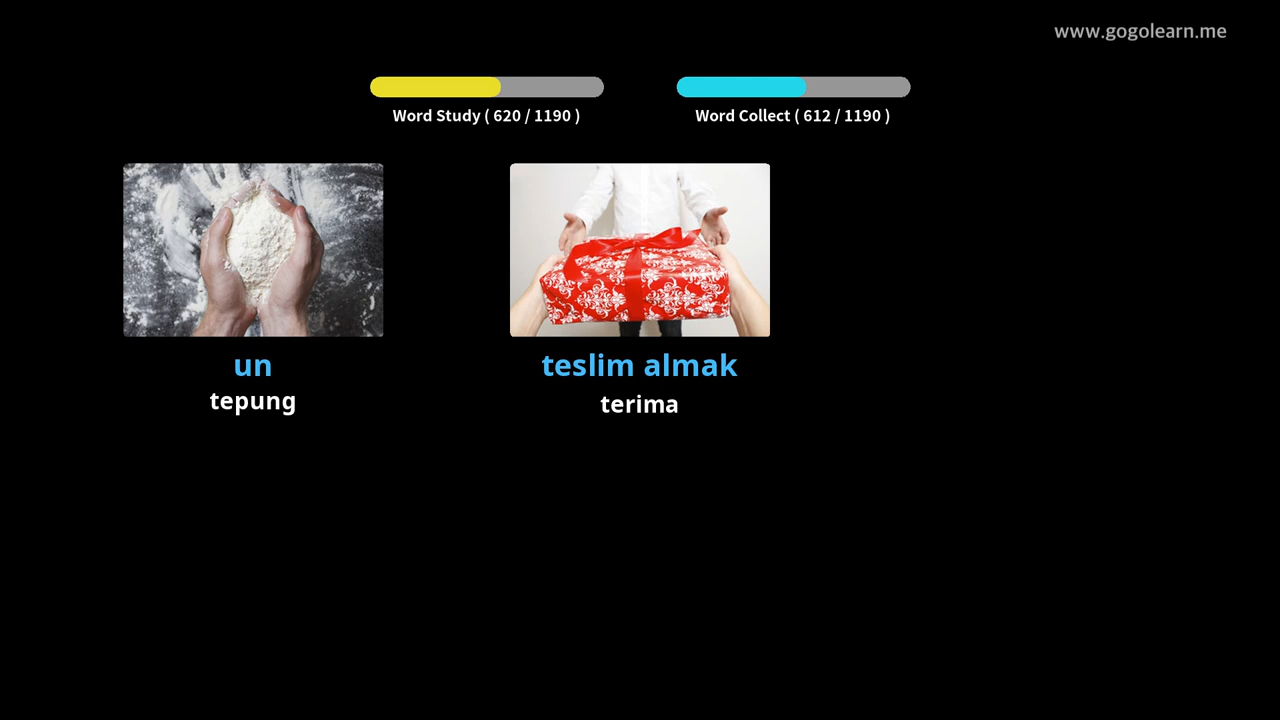 www.gogolearn.me
Word Study ( 620 / 1190 )
Word Collect ( 612 / 1190 )
un
tepung
teslim almak
terima